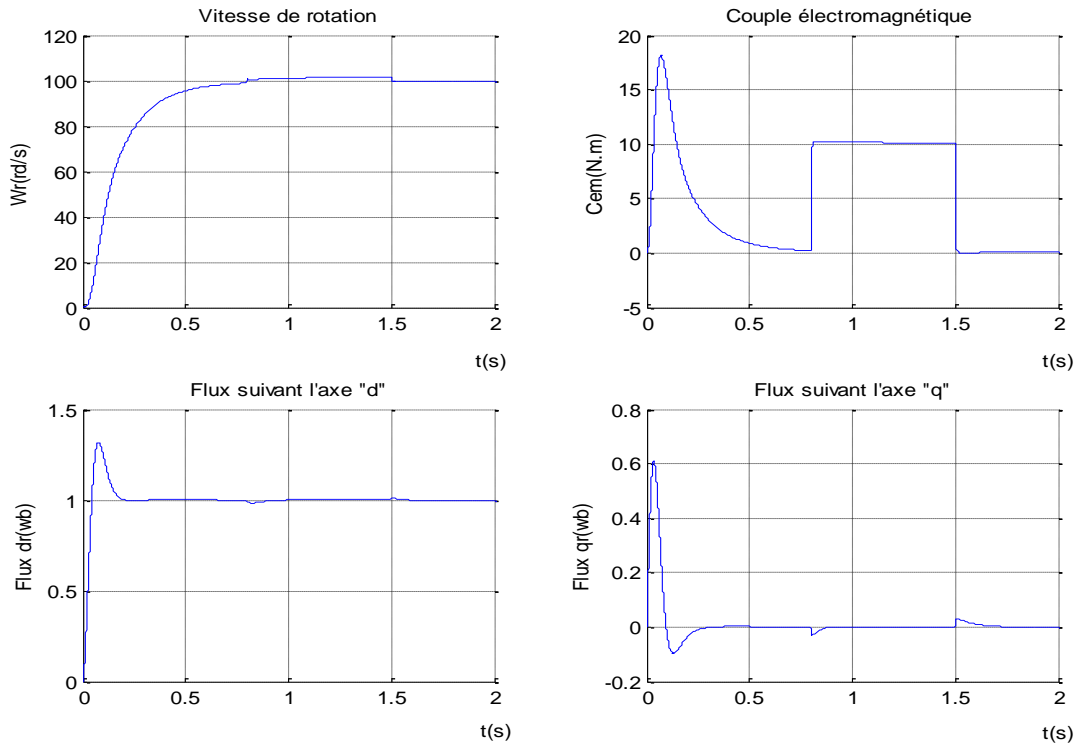 Vitesse de rotation
120
100
80
60
40
20
0
Wr(rd/s)
0 0.5 1 1.5 2
t(s)
Couple électromagnétique
20
15
10
5
0
-5
Cem(N.m)
0 0.5 1 1.5 2
t(s)
Flux suivant l'axe "d"
1.5
1
0.5
0
Flux dr(wb)
0 0.5 1 1.5 2
t(s)
Flux suivant l'axe "q"
0.8
0.6
0.4
0.2
0
-0.2
Flux qr(wb)
0 0.5 1 1.5 2
t(s)